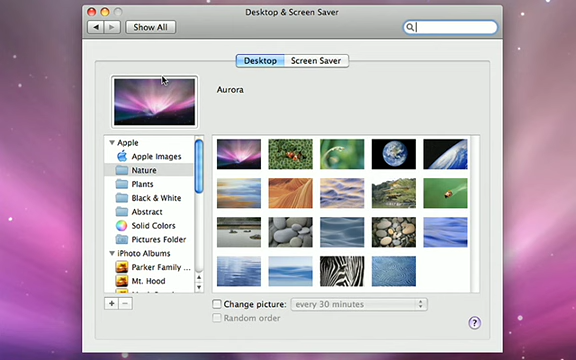 Desktop & Screen Saver
Show All
Desktop
Screen Saver
Aurora
Apple
Apple Images
Nature
Plants
Black & White
Abstract
Solid Colors
Pictures Folder
iPhoto Albums
Parker Family ...
Mt. Hood
Change picture: every 30 minutes
Random order
?